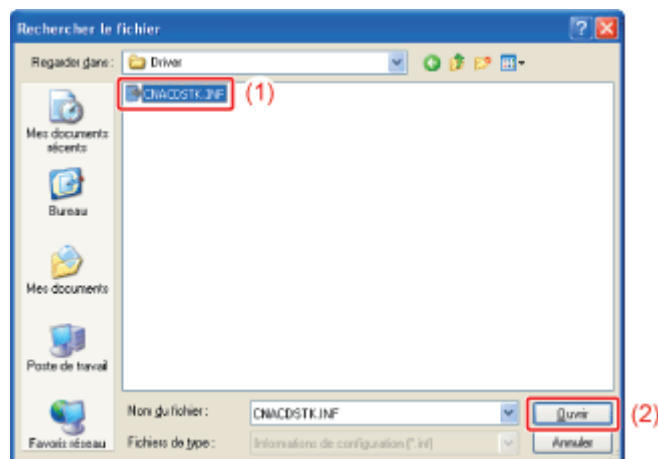 Rechercher le fichier
Regarder dans :
Driver
CNACDSTK.INF
(1)
Mes documents
récents
Bureau
Mes documents
Poste de travail
Favoris réseau
Nom du fichier :
CNACDSTK.INF
Ouvrir
(2)
Fichiers de type :
Informations de configuration (*.inf)
Annuler